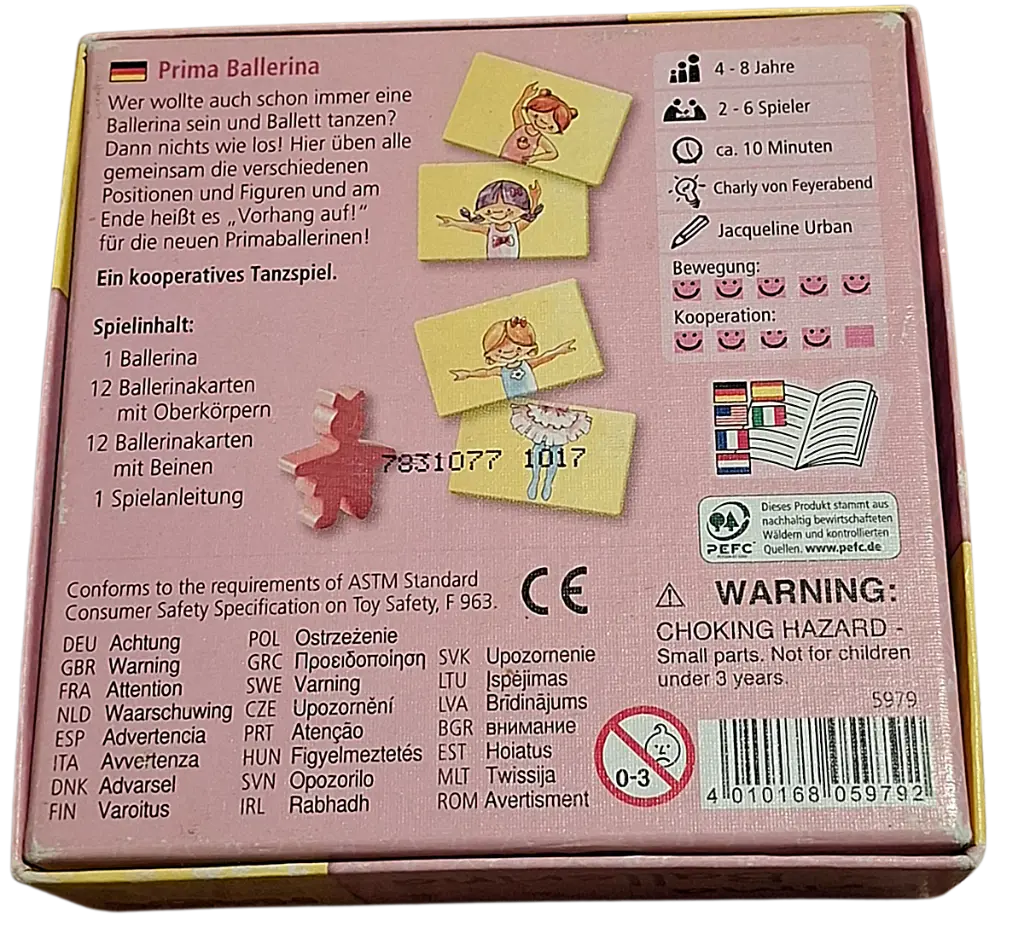 Prima Ballerina
Wer wollte auch schon immer eine
Ballerina sein und Ballett tanzen?
Dann nichts wie los! Hier üben alle
gemeinsam die verschiedenen
Positionen und Figuren und am
Ende heißt es „Vorhang auf!“
für die neuen Primaballerinen!
Ein kooperatives Tanzspiel.
Spielinhalt:
1 Ballerina
12 Ballerinakarten
mit Oberkörpern
12 Ballerinakarten
mit Beinen
1 Spielanleitung
7831077 1017
4 - 8 Jahre
2 - 6 Spieler
ca. 10 Minuten
Charly von Feyerabend
Jacqueline Urban
Bewegung:
Kooperation:
PEFC
Dieses Produkt stammt aus
nachhaltig bewirtschafteten
Wäldern und kontrollierten
Quellen. www.pefc.de
Conforms to the requirements of ASTM Standard
Consumer Safety Specification on Toy Safety, F 963.
CE
DEU Achtung
GBR Warning
FRA Attention
NLD Waarschuwing
ESP Advertencia
ITA Avvertenza
DNK Advarsel
FIN Varoitus
POL Ostrzeżenie
GRC Προειδοποίηση
SWE Varning
CZE Upozornění
PRT Atenção
HUN Figyelmeztetés
SVN Opozorilo
IRL Rabhadh
SVK Upozornenie
LTU Įspėjimas
LVA Brīdinājums
BGR внимание
EST Hoiatus
MLT Twissija
ROM Avertisment
WARNING:
CHOKING HAZARD -
Small parts. Not for children
under 3 years.
5979
0-3
4 010168 059792